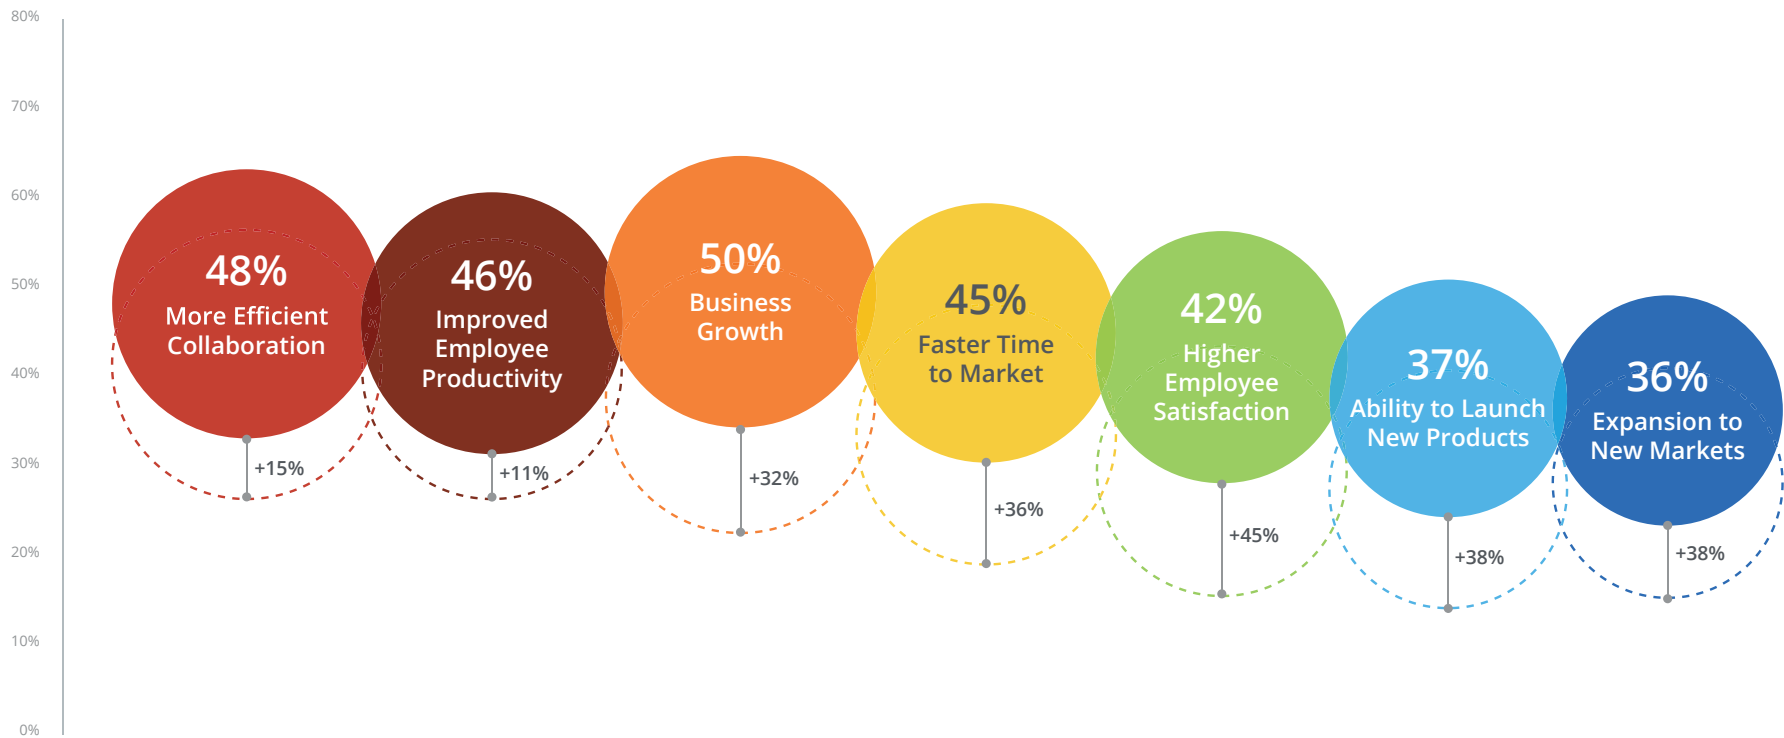 80%
70%
60%
50%
40%
30%
20%
10%
0%
48%
More Efficient
Collaboration
+15%
46%
Improved
Employee
Productivity
+11%
50%
Business
Growth
+32%
45%
Faster Time
to Market
+36%
42%
Higher
Employee
Satisfaction
+45%
37%
Ability to Launch
New Products
+38%
36%
Expansion to
New Markets
+38%